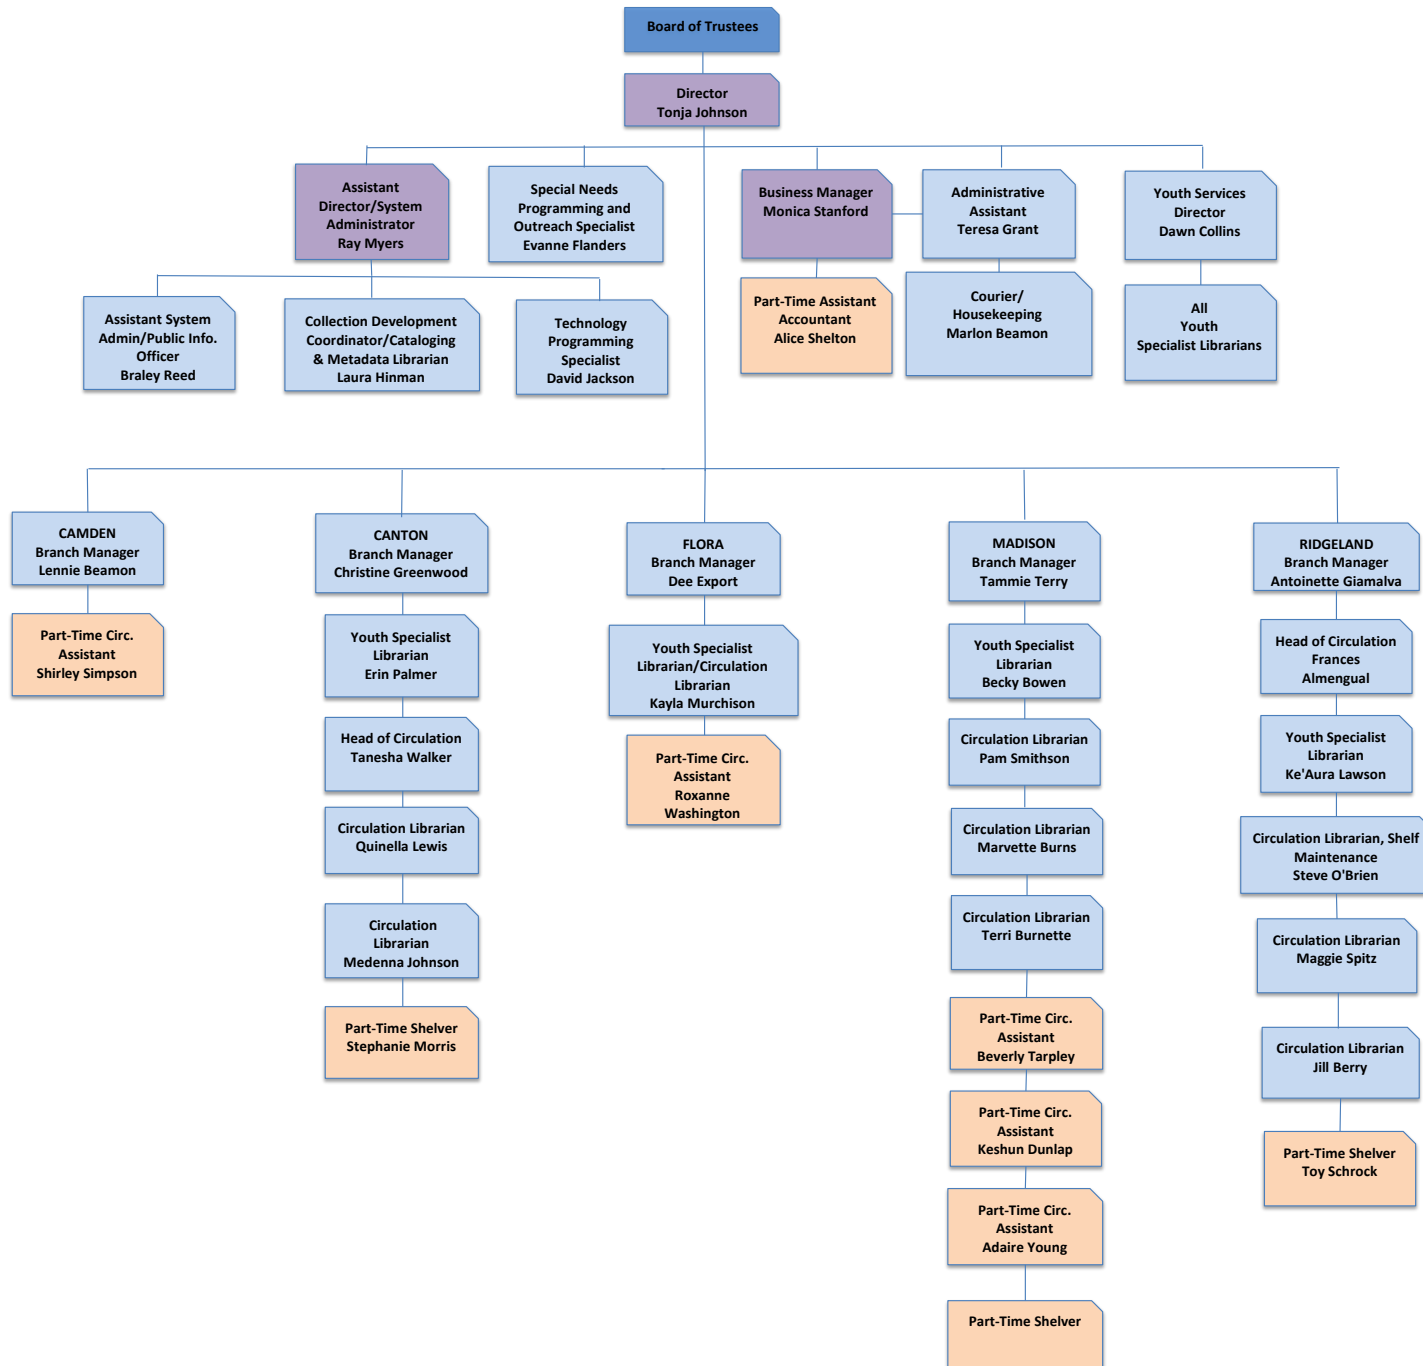 Board of Trustees
Director
Tonja Johnson
Assistant
Director/System
Administrator
Ray Myers
Special Needs
Programming and
Outreach Specialist
Evanne Flanders
Business Manager
Monica Stanford
Administrative
Assistant
Teresa Grant
Youth Services
Director
Dawn Collins
Assistant System
Admin/Public Info.
Officer
Braley Reed
Collection Development
Coordinator/Cataloging
& Metadata Librarian
Laura Hinman
Technology
Programming
Specialist
David Jackson
Part-Time Assistant
Accountant
Alice Shelton
Courier/
Housekeeping
Marlon Beamon
All
Youth
Specialist Librarians
CAMDEN
Branch Manager
Lennie Beamon
Part-Time Circ.
Assistant
Shirley Simpson
CANTON
Branch Manager
Christine Greenwood
Youth Specialist
Librarian
Erin Palmer
Head of Circulation
Tanesha Walker
Circulation Librarian
Quinella Lewis
Circulation
Librarian
Medenna Johnson
Part-Time Shelver
Stephanie Morris
FLORA
Branch Manager
Dee Export
Youth Specialist
Librarian/Circulation
Librarian
Kayla Murchison
Part-Time Circ.
Assistant
Roxanne
Washington
MADISON
Branch Manager
Tammie Terry
Youth Specialist
Librarian
Becky Bowen
Circulation Librarian
Pam Smithson
Circulation Librarian
Marvette Burns
Circulation Librarian
Terri Burnette
Part-Time Circ.
Assistant
Beverly Tarpley
Part-Time Circ.
Assistant
Keshun Dunlap
Part-Time Circ.
Assistant
Adaire Young
Part-Time Shelver
RIDGELAND
Branch Manager
Antoinette Giamalva
Head of Circulation
Frances
Almengual
Youth Specialist
Librarian
Ke'Aura Lawson
Circulation Librarian, Shelf
Maintenance
Steve O'Brien
Circulation Librarian
Maggie Spitz
Circulation Librarian
Jill Berry
Part-Time Shelver
Toy Schrock